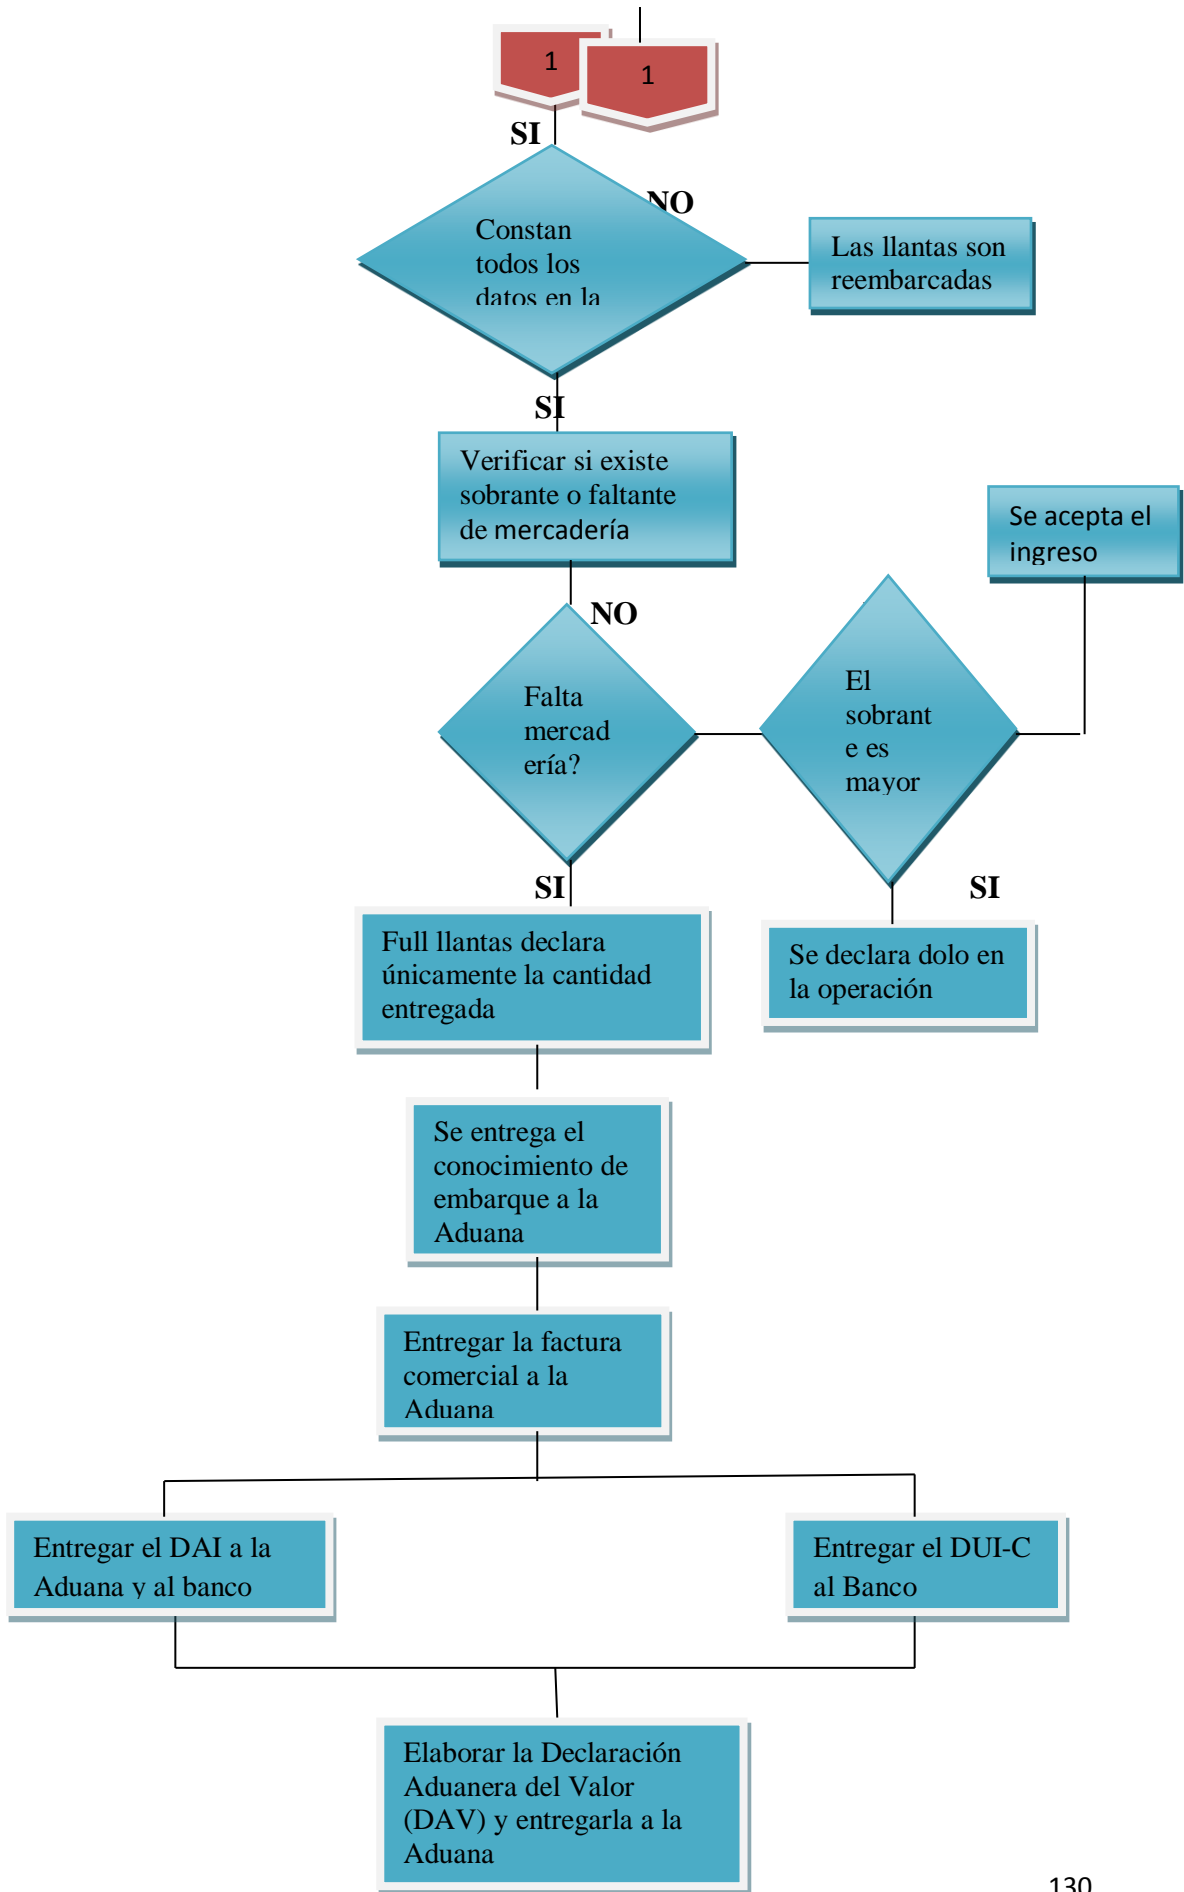 1
1
SI
NO
Constan
todos los
datos en la
Las llantas son
reembarcadas
SI
Verificar si existe
sobrante o faltante
de mercadería
Se acepta el
ingreso
NO
Falta
mercad
ería?
El
sobrant
e es
mayor
SI
SI
Full llantas declara
únicamente la cantidad
entregada
Se declara dolo en
la operación
Se entrega el
conocimiento de
embarque a la
Aduana
Entregar la factura
comercial a la
Aduana
Entregar el DAI a la
Aduana y al banco
Entregar el DUI-C
al Banco
Elaborar la Declaración
Aduanera del Valor
(DAV) y entregarla a la
Aduana
130